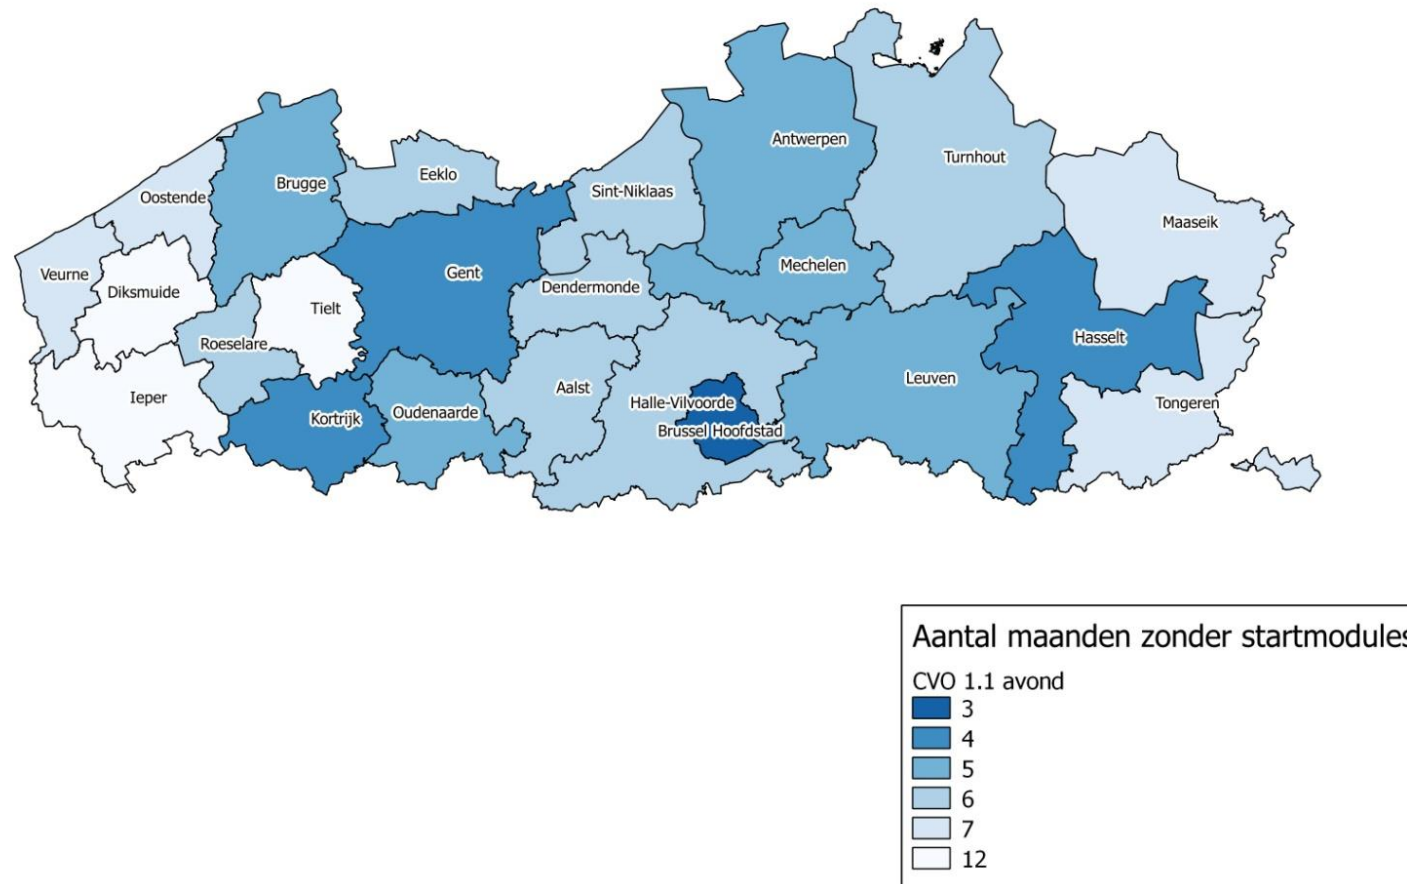 Antwerpen
Turnhout
Eeklo
Brugge
Sint-Niklaas
Oostende
Maaseik
Mechelen
Veurne
Gent
Dendermonde
Diksmuide
Tielt
Roeselare
Hasselt
Leuven
Aalst
Ieper
Halle-Vilvoorde
Tongeren
Oudenaarde
Kortrijk
Brussel Hoofdstad
Aantal maanden zonder startmodules
CVO 1.1 avond
3
4
5
6
7
12